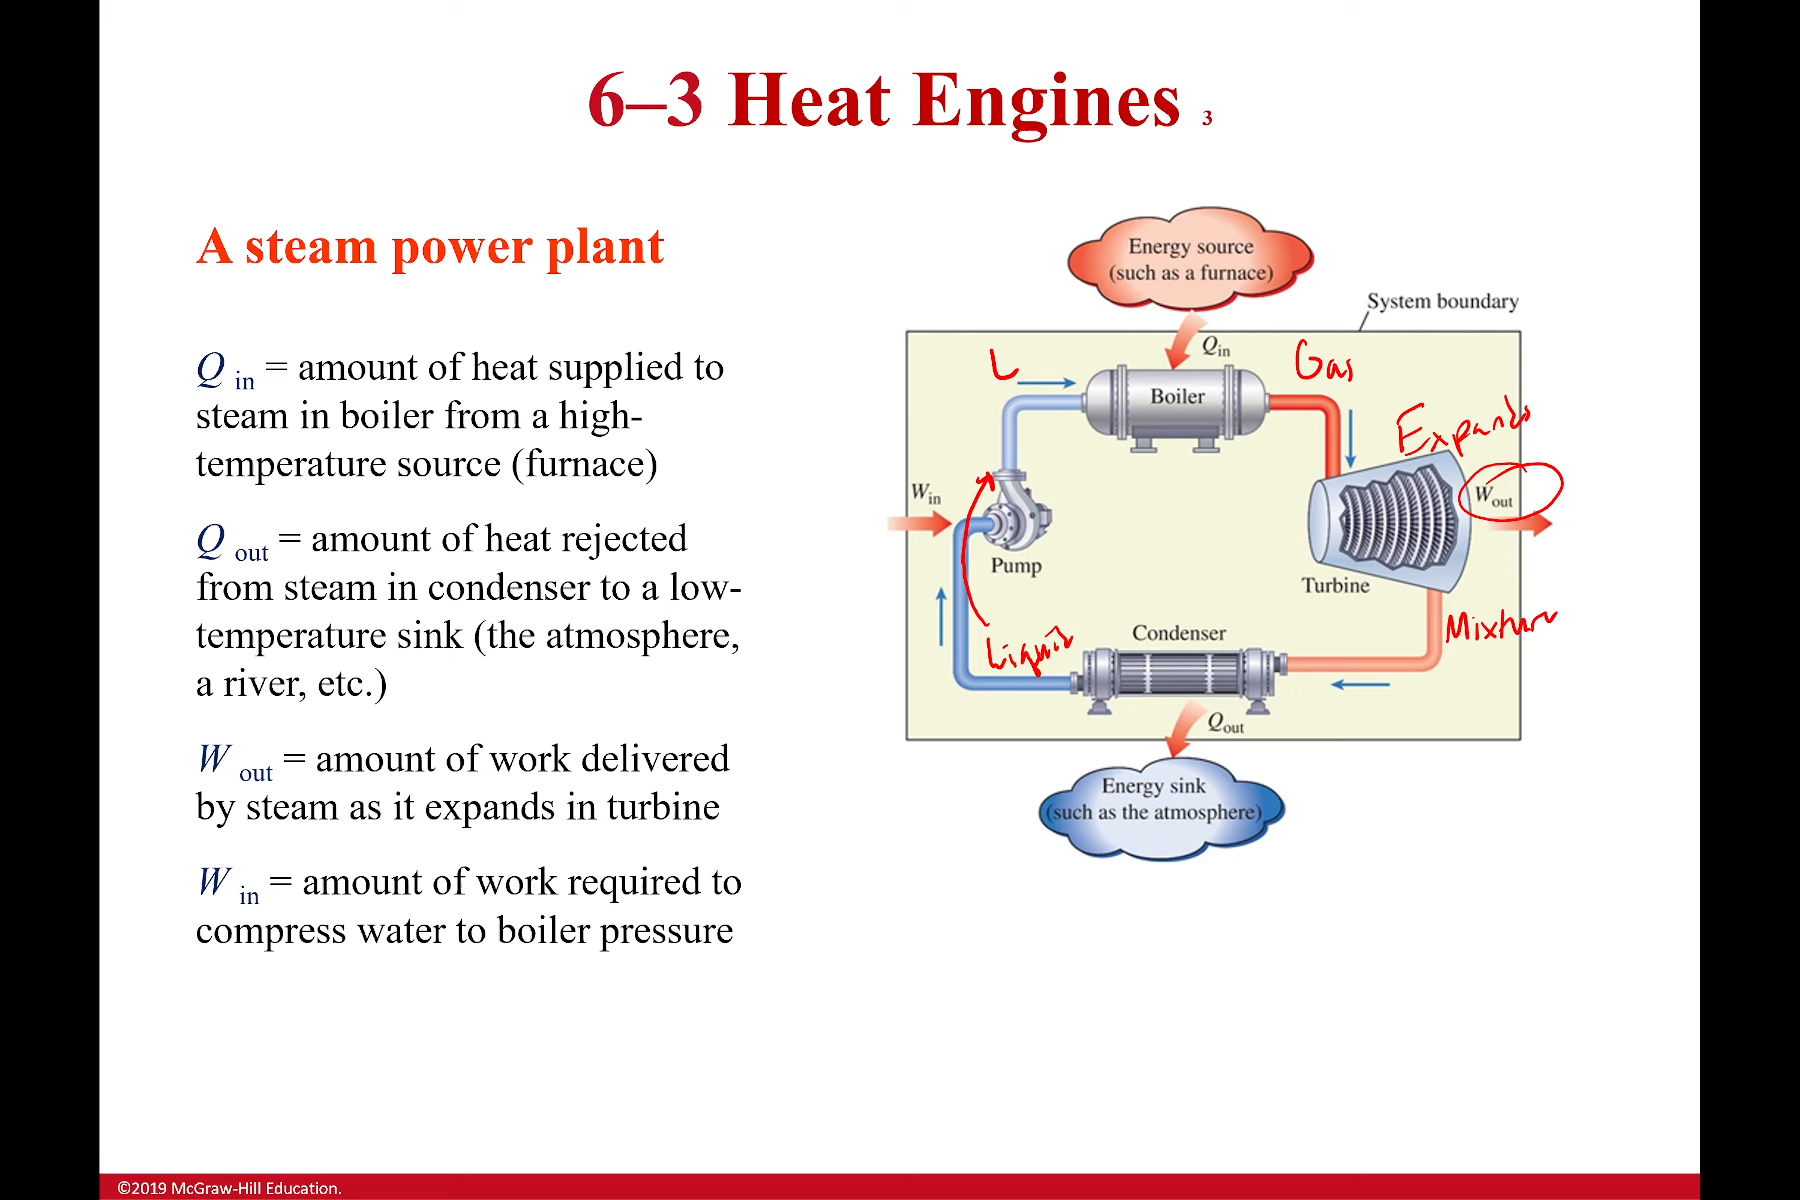 6–3 Heat Engines 3
A steam power plant
Q in = amount of heat supplied to
steam in boiler from a high-
temperature source (furnace)
Q out = amount of heat rejected
from steam in condenser to a low-
temperature sink (the atmosphere,
a river, etc.)
W out = amount of work delivered
by steam as it expands in turbine
W in = amount of work required to
compress water to boiler pressure
Energy source
(such as a furnace)
System boundary
Qin
L
Gas
Boiler
Expands
Win
Wout
Pump
Turbine
Liquid
Condenser
Mixture
Qout
Energy sink
(such as the atmosphere)
©2019 McGraw-Hill Education.